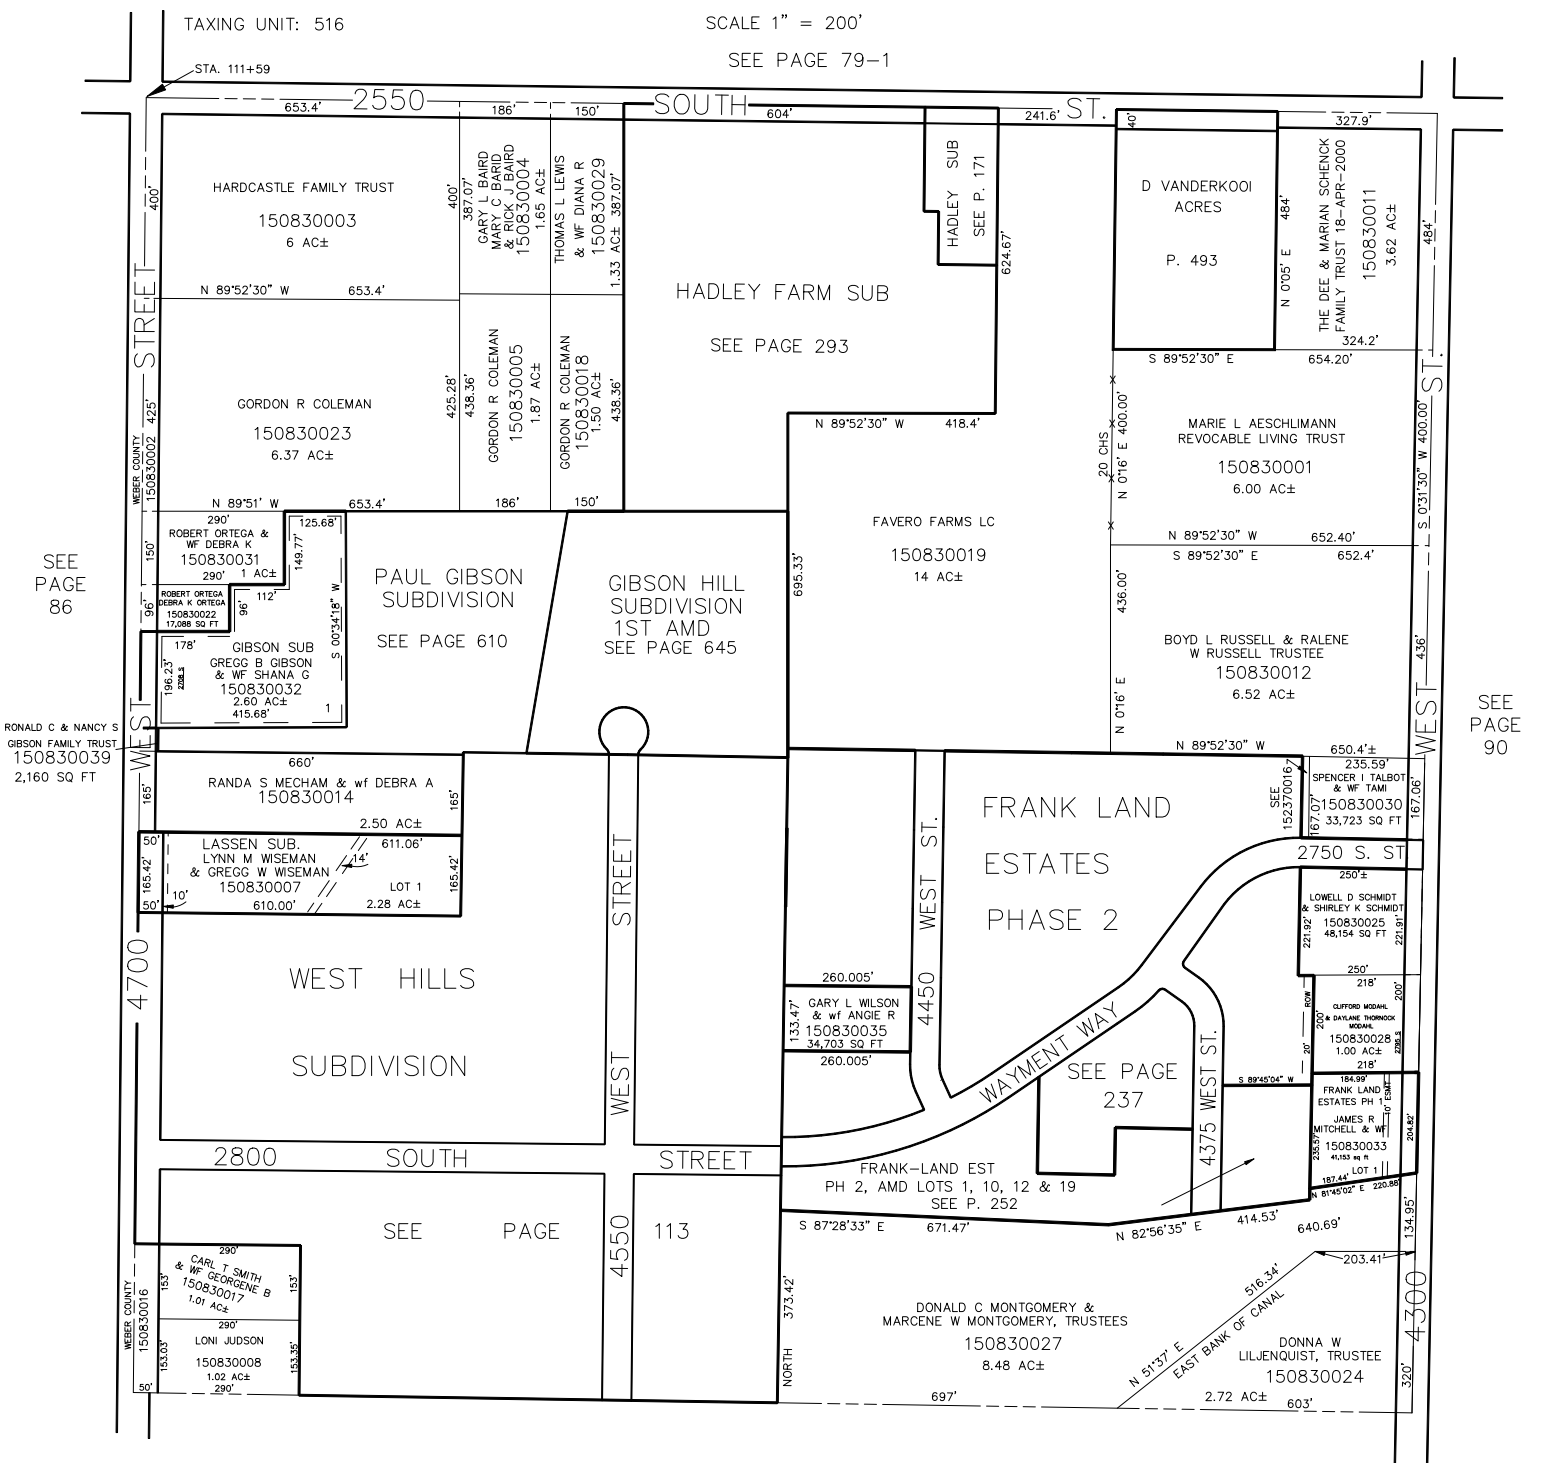 TAXING UNIT: 516
SCALE 1" = 200'
SEE PAGE 79-1
STA. 111+59
2550 SOUTH ST.
653.4'
186'
150'
604'
241.6'
40'
327.9'
HARDCASTLE FAMILY TRUST
150830003
6 AC±
400'
N 89°52'30" W 653.4'
400'
387.07'
GARY L BAIRD
MARY C BARID
& RICK J BAIRD
150830004
1.65 AC±
THOMAS L LEWIS
& WF DIANA R
150830029
1.33 AC± 387.07'
HADLEY SUB
SEE P. 171
624.67'
HADLEY FARM SUB
SEE PAGE 293
D VANDERKOOI
ACRES
P. 493
N 0°05' E 484'
THE DEE & MARIAN SCHENCK
FAMILY TRUST 18-APR-2000
150830011
3.62 AC±
484'
324.2'
S 89°52'30" E 654.20'
GORDON R COLEMAN
150830023
6.37 AC±
425.28'
438.36'
GORDON R COLEMAN
150830005
1.87 AC±
GORDON R COLEMAN
150830018
1.50 AC±
438.36'
425'
WEBER COUNTY
150830002
N 89°51' W 653.4'
186'
150'
N 89°52'30" W 418.4'
20 CHS
N 0°16' E 400.00'
MARIE L AESCHLIMANN
REVOCABLE LIVING TRUST
150830001
6.00 AC±
S 0°31'30" W 400.00'
N 89°52'30" W 652.40'
S 89°52'30" E 652.4'
FAVERO FARMS LC
150830019
14 AC±
695.33'
436.00'
N 0°16' E
BOYD L RUSSELL & RALENE
W RUSSELL TRUSTEE
150830012
6.52 AC±
436'
N 89°52'30" W 650.4'±
SEE
PAGE
86
SEE
PAGE
90
290'
ROBERT ORTEGA &
WF DEBRA K
150830031
290' 1 AC±
150'
125.68'
149.77'
112'
96'
ROBERT ORTEGA
DEBRA K ORTEGA
150830022
17,088 SQ FT
96'
178'
GIBSON SUB
GREGG B GIBSON
& WF SHANA G
150830032
2.60 AC±
415.68'
1
196.23'
2708 S
S 00°34'18" W
PAUL GIBSON
SUBDIVISION
SEE PAGE 610
GIBSON HILL
SUBDIVISION
1ST AMD
SEE PAGE 645
RONALD C & NANCY S
GIBSON FAMILY TRUST
150830039
2,160 SQ FT
660'
RANDA S MECHAM & wf DEBRA A
150830014
2.50 AC±
165'
165'
50'
LASSEN SUB.
LYNN M WISEMAN
& GREGG W WISEMAN
150830007
611.06'
14'
165.42'
165.42'
10'
50'
610.00'
LOT 1
2.28 AC±
4700 WEST STREET
WEST HILLS
SUBDIVISION
4550 WEST STREET
2800 SOUTH STREET
SEE PAGE 113
4450 WEST ST.
FRANK LAND
ESTATES
PHASE 2
260.005'
133.47'
GARY L WILSON
& wf ANGIE R
150830035
34,703 SQ FT
260.005'
WAYMENT WAY
SEE PAGE
237
4375 WEST ST.
SEE
152370016
235.59'
SPENCER I TALBOT
& WF TAMI
150830030
33,723 SQ FT
167.07'
167.06'
2750 S. ST
250'±
LOWELL D SCHMIDT
& SHIRLEY K SCHMIDT
150830025
48,154 SQ FT
221.92'
221.91'
250'
218'
CLIFFORD MODAHL
& DAYLANE THORNOCK
MODAHL
150830028
1.00 AC±
218'
200'
200'
2796 S
ROW
20'
S 89°45'04" W
184.99'
FRANK LAND
ESTATES PH 1
10' ESMT
JAMES R
MITCHELL & WF
150830033
41,153 sq ft
LOT 1
235.57'
204.82'
187.44'
N 81°45'02" E 220.88'
FRANK-LAND EST
PH 2, AMD LOTS 1, 10, 12 & 19
SEE P. 252
S 87°28'33" E 671.47'
N 82°56'35" E 414.53'
640.69'
134.95'
203.41'
290'
CARL T SMITH
& WF GEORGENE B
150830017
1.01 AC±
153'
153'
290'
LONI JUDSON
150830008
1.02 AC±
290'
153.03'
153.35'
WEBER COUNTY
150830016
50'
NORTH 373.42'
DONALD C MONTGOMERY &
MARCENE W MONTGOMERY, TRUSTEES
150830027
8.48 AC±
697'
516.34'
N 51°37' E
EAST BANK OF CANAL
DONNA W
LILJENQUIST, TRUSTEE
150830024
2.72 AC±
603'
320'
4300 WEST ST.